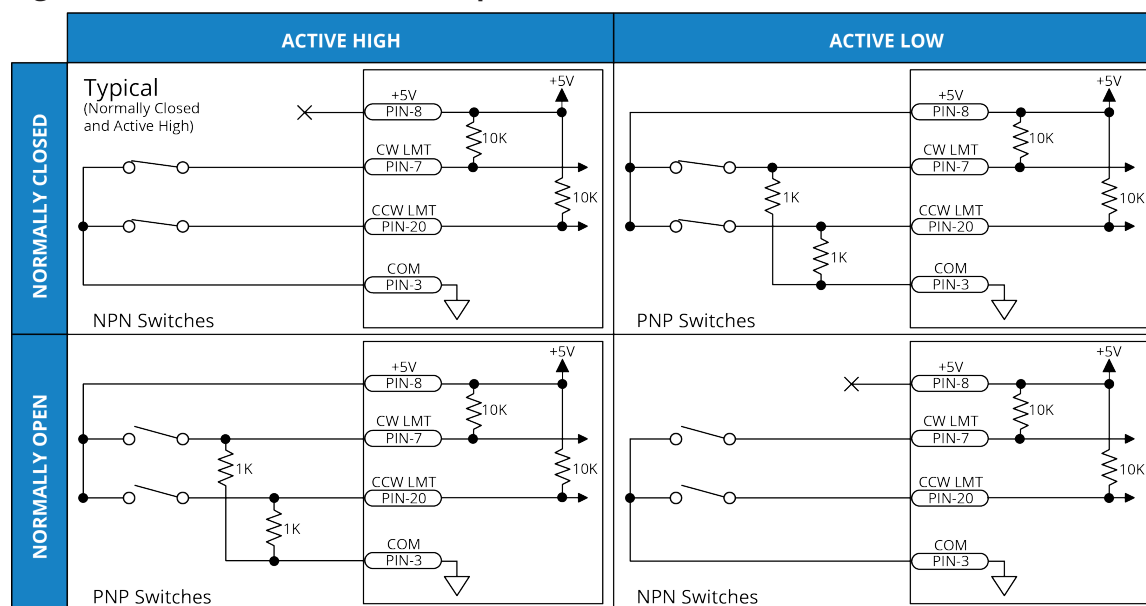 ACTIVE HIGH
ACTIVE LOW
NORMALLY CLOSED
Typical
(Normally Closed
and Active High)
+5V
+5V
PIN-8
10K
CW LMT
PIN-7
10K
CCW LMT
PIN-20
COM
PIN-3
NPN Switches
+5V
+5V
PIN-8
10K
CW LMT
PIN-7
1K
10K
CCW LMT
PIN-20
1K
COM
PIN-3
PNP Switches
NORMALLY OPEN
+5V
+5V
PIN-8
10K
CW LMT
PIN-7
1K
10K
CCW LMT
PIN-20
1K
COM
PIN-3
PNP Switches
+5V
+5V
PIN-8
10K
CW LMT
PIN-7
10K
CCW LMT
PIN-20
COM
PIN-3
NPN Switches